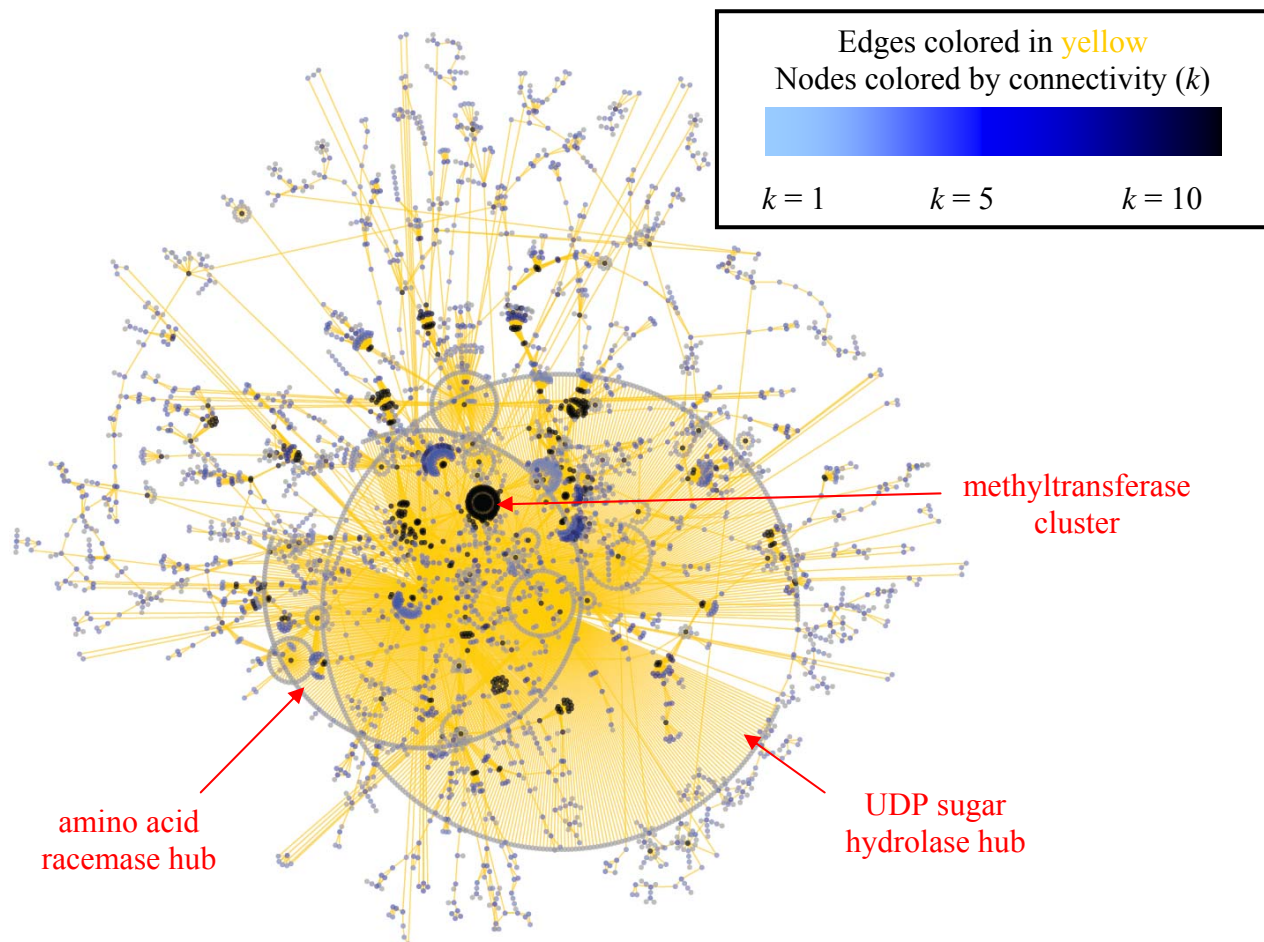 Edges colored in yellow
Nodes colored by connectivity (k)
k = 1 k = 5 k = 10
methyltransferase
cluster
amino acid
racemase hub
UDP sugar
hydrolase hub